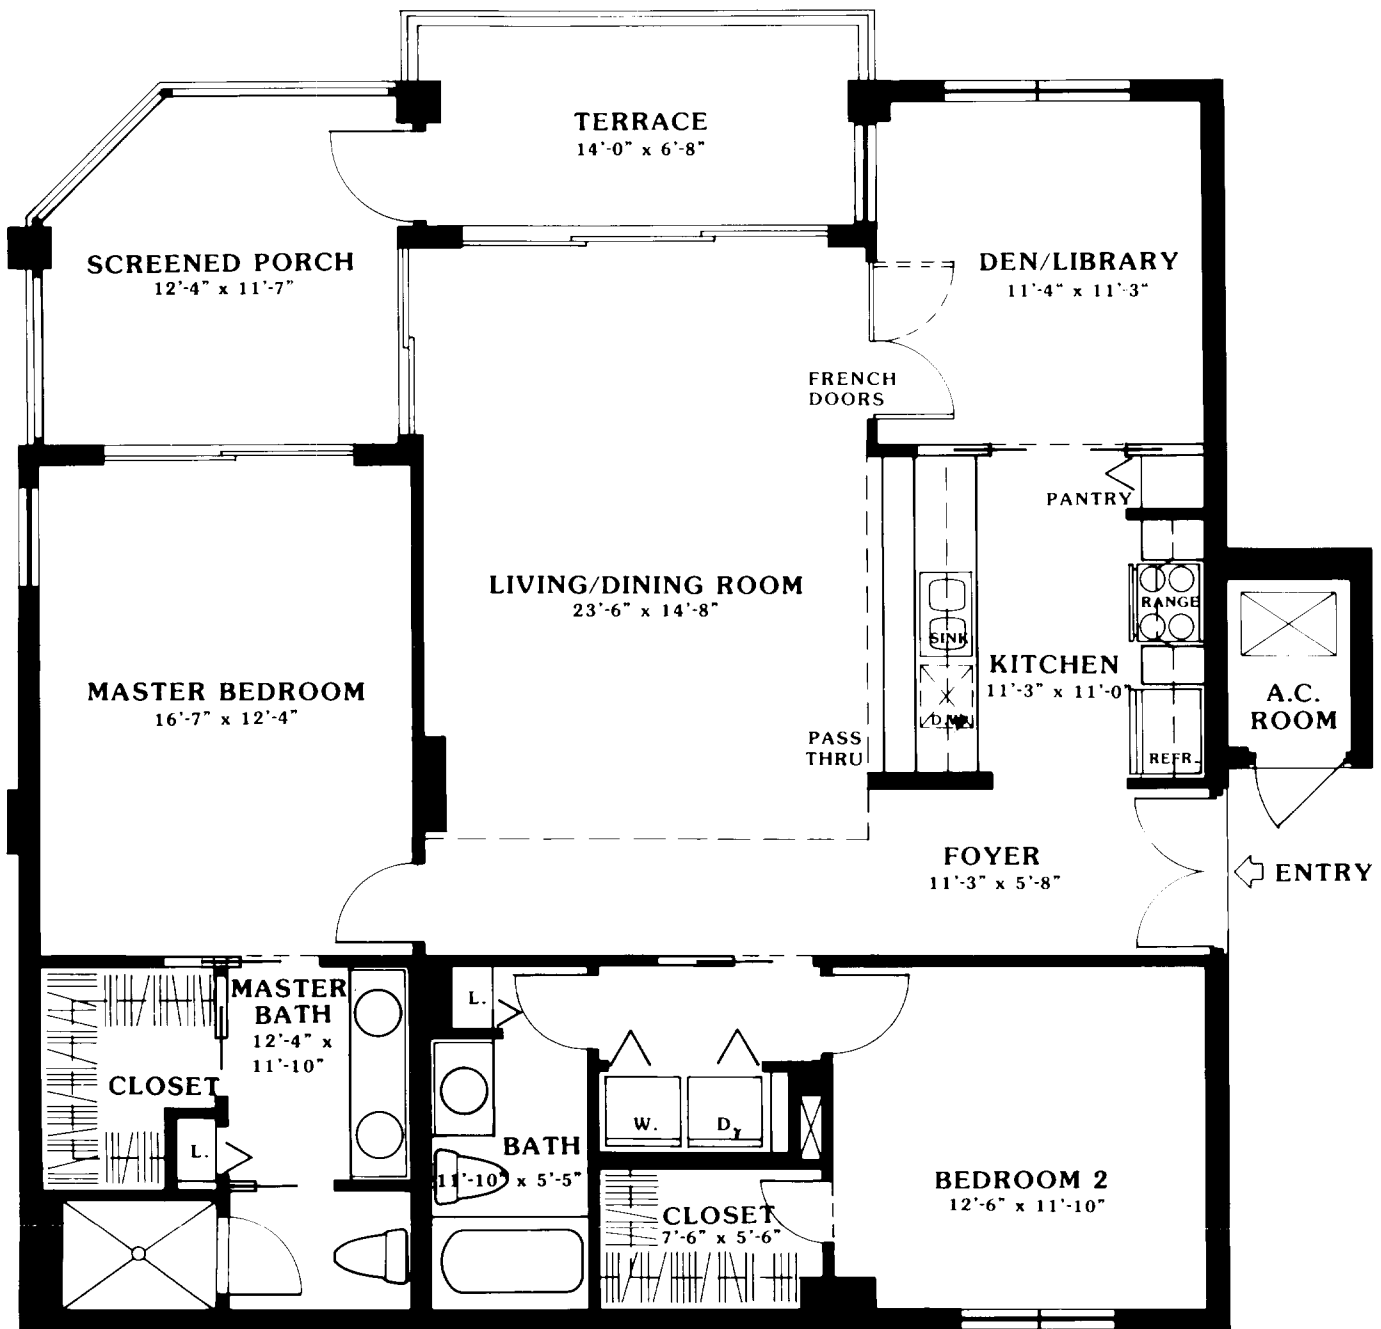 TERRACE
14'-0" x 6'-8"
SCREENED PORCH
12'-4" x 11'-7"
DEN/LIBRARY
11'-4" x 11'-3"
FRENCH
DOORS
PANTRY
LIVING/DINING ROOM
23'-6" x 14'-8"
RANGE
SINK
KITCHEN
11'-3" x 11'-0"
MASTER BEDROOM
16'-7" x 12'-4"
A.C.
ROOM
D.W.
PASS
THRU
REFR.
FOYER
11'-3" x 5'-8"
ENTRY
MASTER
BATH
12'-4" x
11'-10"
L.
CLOSET
W.
D.
L.
BATH
11'-10" x 5'-5"
BEDROOM 2
12'-6" x 11'-10"
CLOSET
7'-6" x 5'-6"